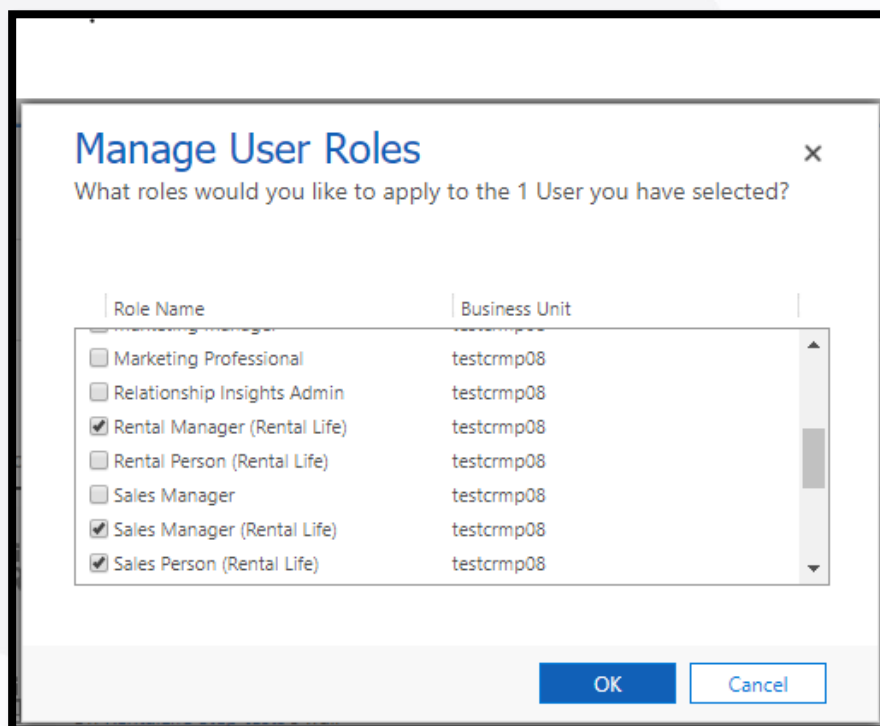 Manage User Roles
What roles would you like to apply to the 1 User you have selected?
Role Name Business Unit
Marketing Professional testcrmp08
Relationship Insights Admin testcrmp08
Rental Manager (Rental Life) testcrmp08
Rental Person (Rental Life) testcrmp08
Sales Manager testcrmp08
Sales Manager (Rental Life) testcrmp08
Sales Person (Rental Life) testcrmp08
OK Cancel